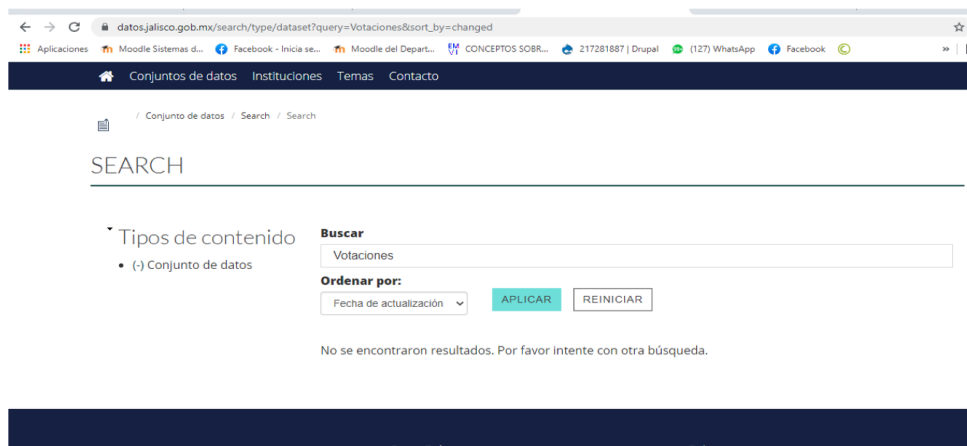 datos.jalisco.gob.mx/search/type/dataset?query=Votaciones&sort_by=changed
Aplicaciones Moodle Sistemas d... Facebook - Inicia se... Moodle del Depart... CONCEPTOS SOBR... 217281887 | Drupal (127) WhatsApp Facebook »
Conjuntos de datos Instituciones Temas Contacto
/ Conjunto de datos / Search / Search
SEARCH
Tipos de contenido
• (-) Conjunto de datos
Buscar
Votaciones
Ordenar por:
Fecha de actualización
APLICAR REINICIAR
No se encontraron resultados. Por favor intente con otra búsqueda.